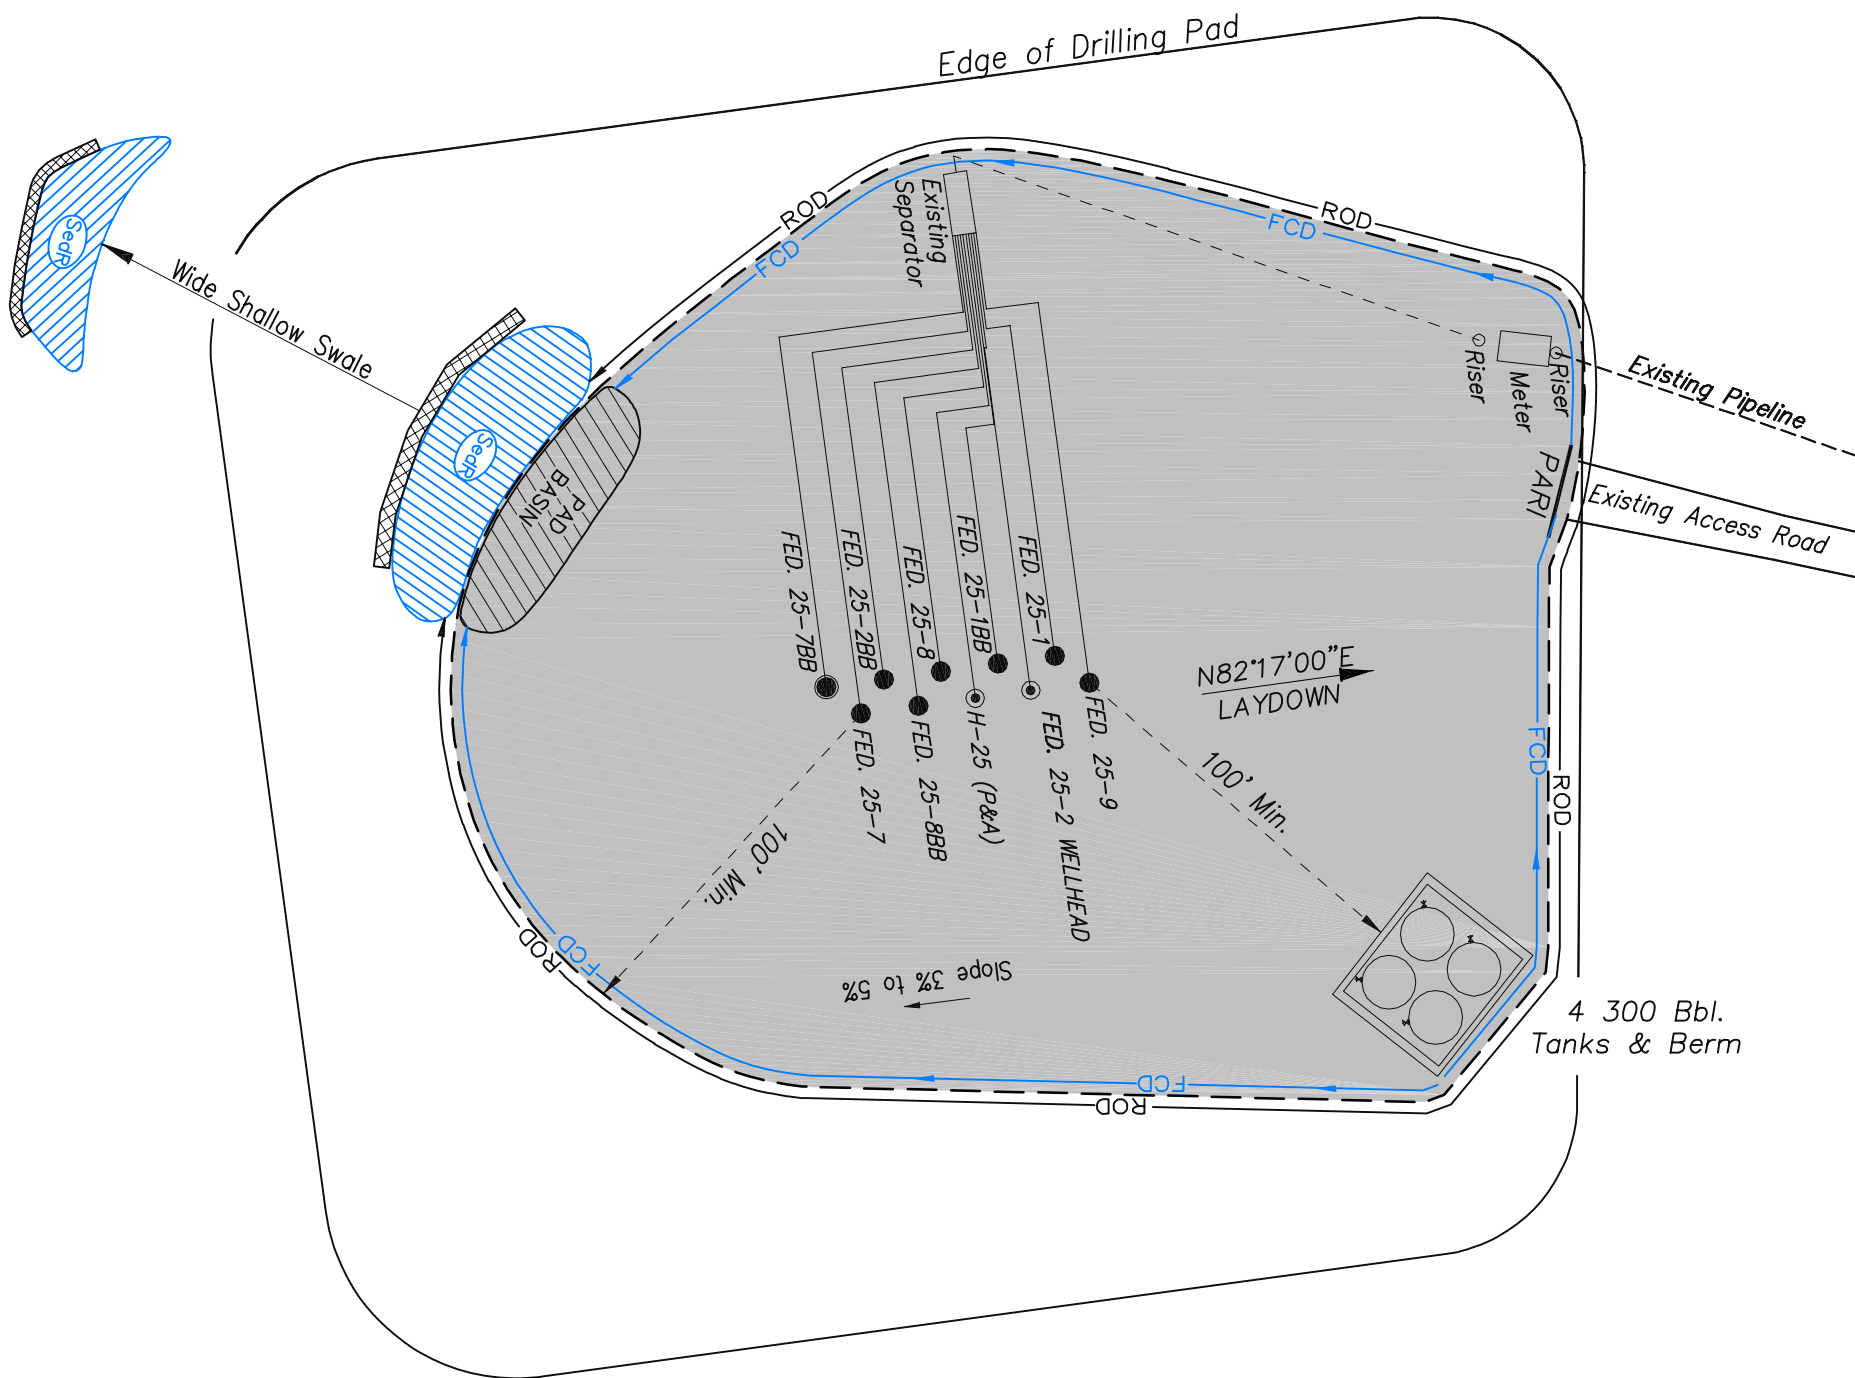 Edge of Drilling Pad
ROD
FCD
ROD
FCD
Existing
Separator
SedR
Wide Shallow Swale
SedR
PAD
BASIN
Riser
Meter
Riser
Existing Pipeline
PARI
Existing Access Road
FED. 25-7BB
FED. 25-2BB
FED. 25-8
FED. 25-1BB
FED. 25-1
FED. 25-7
FED. 25-8BB
H-25 (P&A)
FED. 25-2 WELLHEAD
FED. 25-9
N82°17'00"E
LAYDOWN
100' Min.
100' Min.
FCD
ROD
FCD
ROD
Slope 3% to 5%
4 300 Bbl.
Tanks & Berm
FCD
ROD